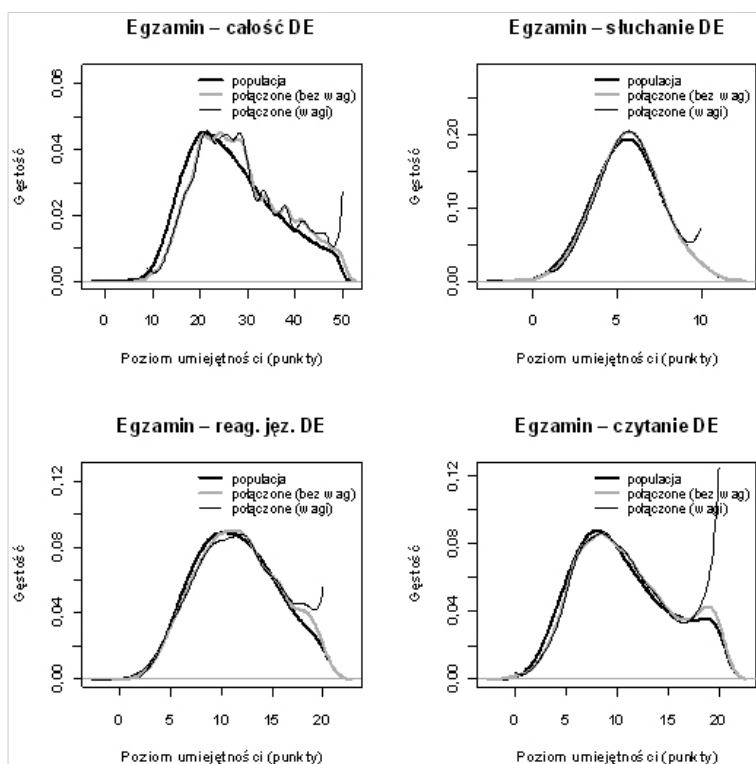 Egzamin – całość DE
populacja
połączone (bez wag)
połączone (wagi)
Gęstość
0,00
0,02
0,04
0,06
0 10 20 30 40 50
Poziom umiejętności (punkty)
Egzamin – słuchanie DE
populacja
połączone (bez wag)
połączone (wagi)
Gęstość
0,00
0,10
0,20
0 5 10
Poziom umiejętności (punkty)
Egzamin – reag. jęz. DE
populacja
połączone (bez wag)
połączone (wagi)
Gęstość
0,00
0,04
0,08
0,12
0 5 10 15 20
Poziom umiejętności (punkty)
Egzamin – czytanie DE
populacja
połączone (bez wag)
połączone (wagi)
Gęstość
0,00
0,04
0,08
0,12
0 5 10 15 20
Poziom umiejętności (punkty)